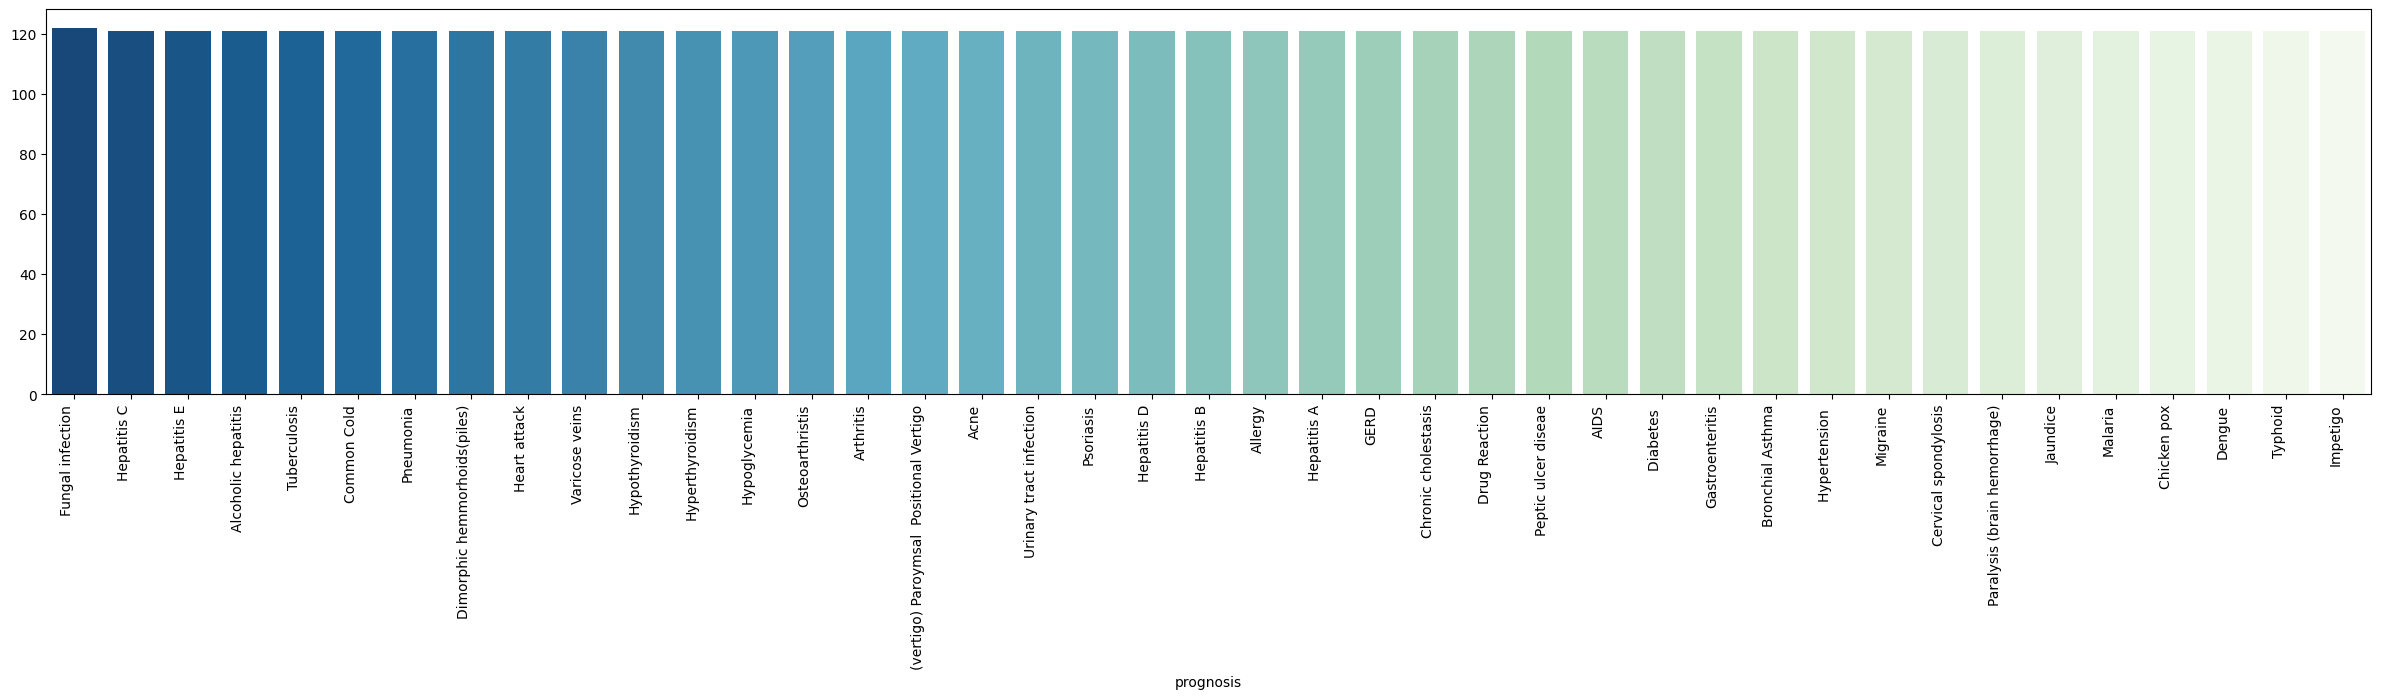 120
100
80
60
40
20
0
Fungal infection
Hepatitis C
Hepatitis E
Alcoholic hepatitis
Tuberculosis
Common Cold
Pneumonia
Dimorphic hemmorhoids(piles)
Heart attack
Varicose veins
Hypothyroidism
Hyperthyroidism
Hypoglycemia
Osteoarthristis
Arthritis
(vertigo) Paroymsal  Positional Vertigo
Acne
Urinary tract infection
Psoriasis
Hepatitis D
Hepatitis B
Allergy
Hepatitis A
GERD
Chronic cholestasis
Drug Reaction
Peptic ulcer diseae
AIDS
Diabetes
Gastroenteritis
Bronchial Asthma
Hypertension
Migraine
Cervical spondylosis
Paralysis (brain hemorrhage)
Jaundice
Malaria
Chicken pox
Dengue
Typhoid
Impetigo
prognosis